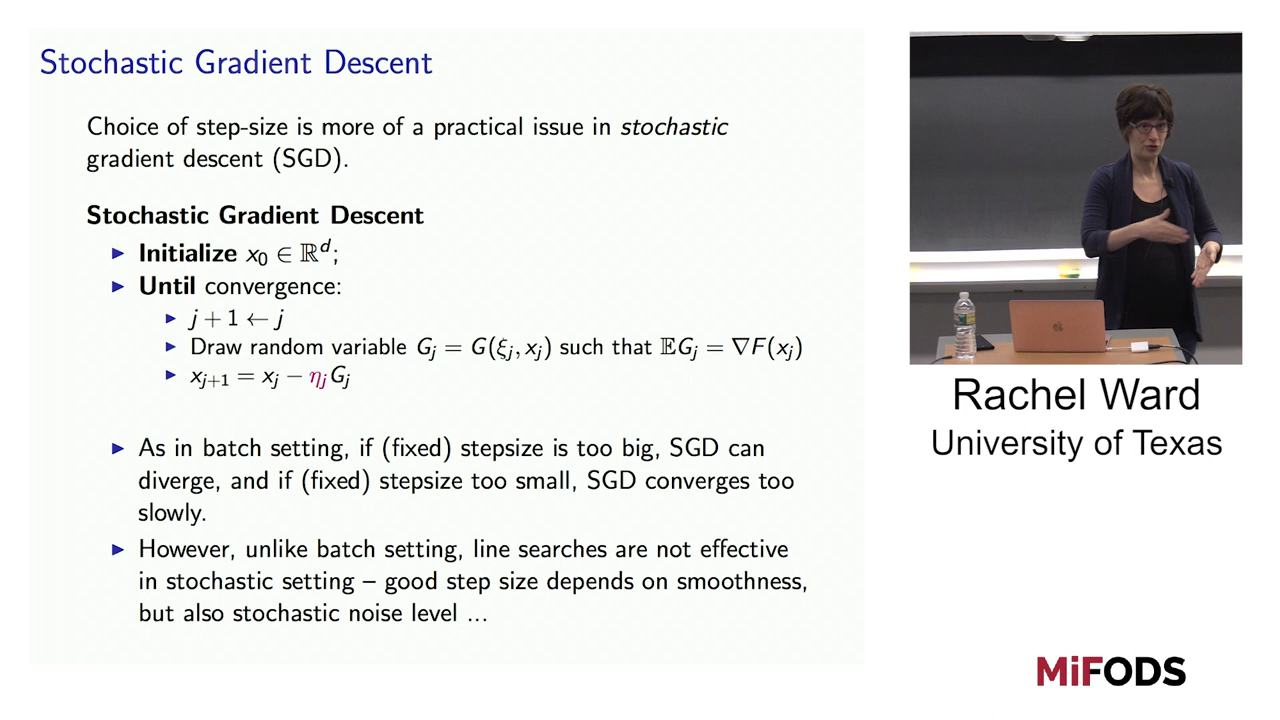 Stochastic Gradient Descent
Choice of step-size is more of a practical issue in stochastic
gradient descent (SGD).
Stochastic Gradient Descent
▶ Initialize x₀ ∈ ℝᵈ;
▶ Until convergence:
▶ j + 1 ← j
▶ Draw random variable Gⱼ = G(ξⱼ, xⱼ) such that 𝔼Gⱼ = ∇F(xⱼ)
▶ xⱼ₊₁ = xⱼ − ηⱼGⱼ
▶ As in batch setting, if (fixed) stepsize is too big, SGD can
diverge, and if (fixed) stepsize too small, SGD converges too
slowly.
▶ However, unlike batch setting, line searches are not effective
in stochastic setting – good step size depends on smoothness,
but also stochastic noise level ...
Rachel Ward
University of Texas
MiFODS